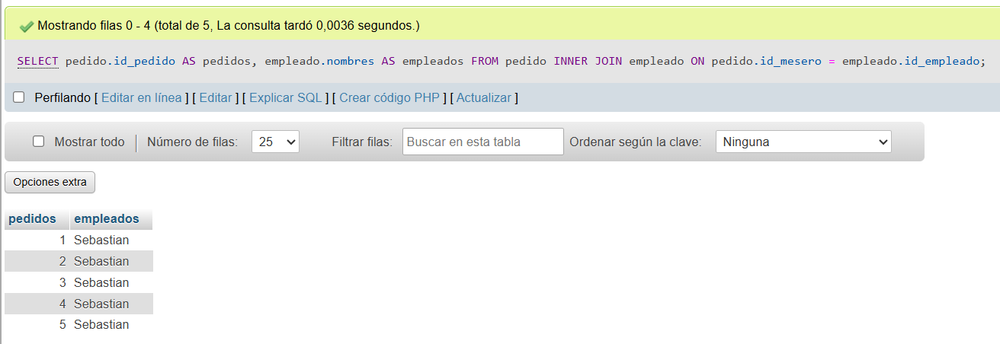 Mostrando filas 0 - 4 (total de 5, La consulta tardó 0,0036 segundos.)
SELECT pedido.id_pedido AS pedidos, empleado.nombres AS empleados FROM pedido INNER JOIN empleado ON pedido.id_mesero = empleado.id_empleado;
Perfilando [ Editar en línea ] [ Editar ] [ Explicar SQL ] [ Crear código PHP ] [ Actualizar ]
Mostrar todo Número de filas: 25 Filtrar filas: Buscar en esta tabla Ordenar según la clave: Ninguna
Opciones extra
pedidos empleados
1 Sebastian
2 Sebastian
3 Sebastian
4 Sebastian
5 Sebastian